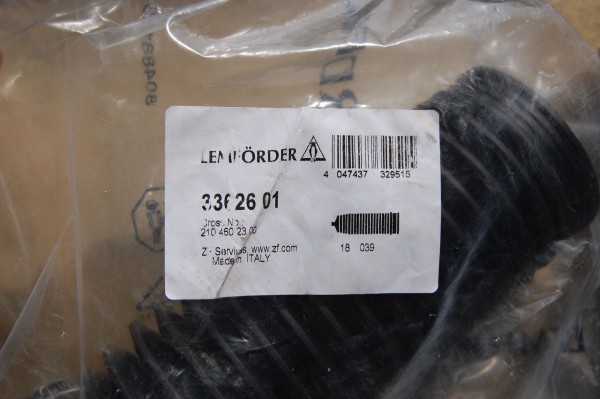 LEMFÖRDER
4 047437 329515
33626 01
Cross No.:
210 460 23 00
ZF Services, www.zf.com
Made in ITALY
18 039